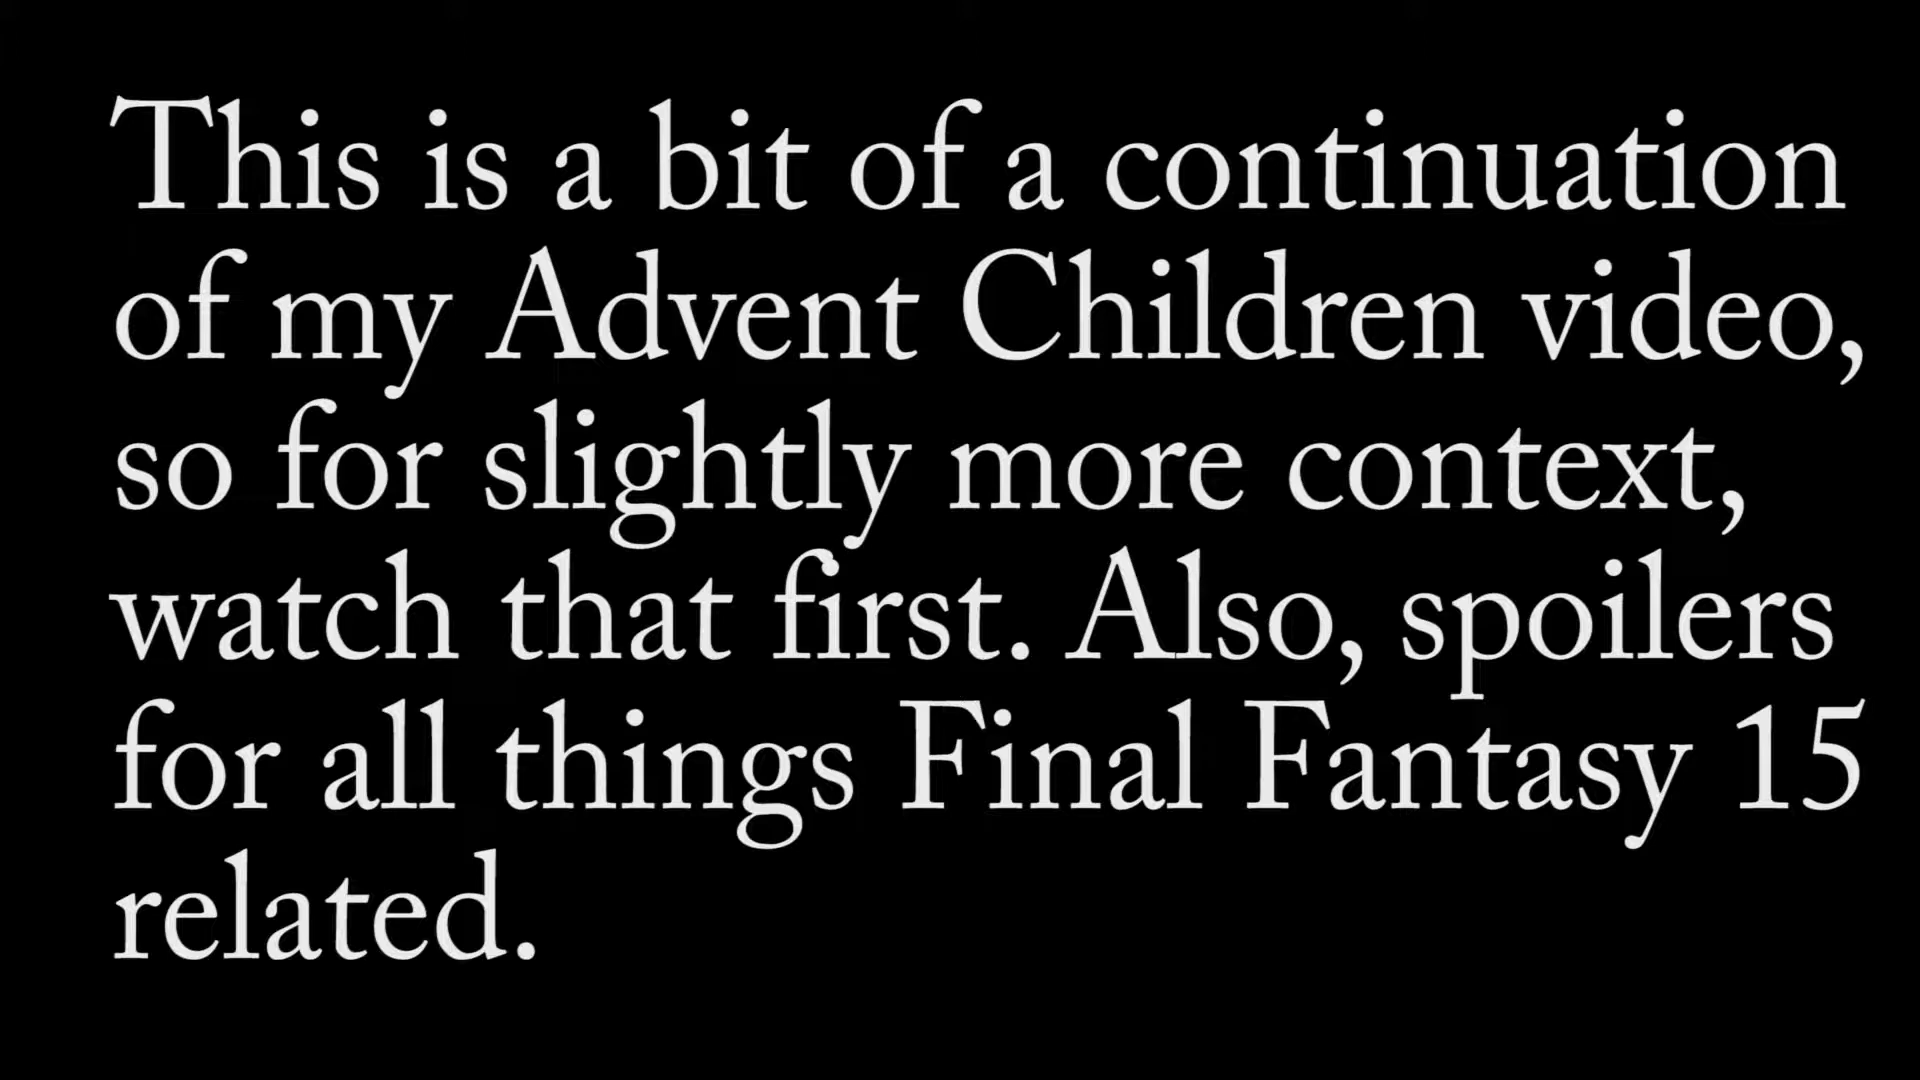 This is a bit of a continuation
of my Advent Children video,
so for slightly more context,
watch that first. Also, spoilers
for all things Final Fantasy 15
related.